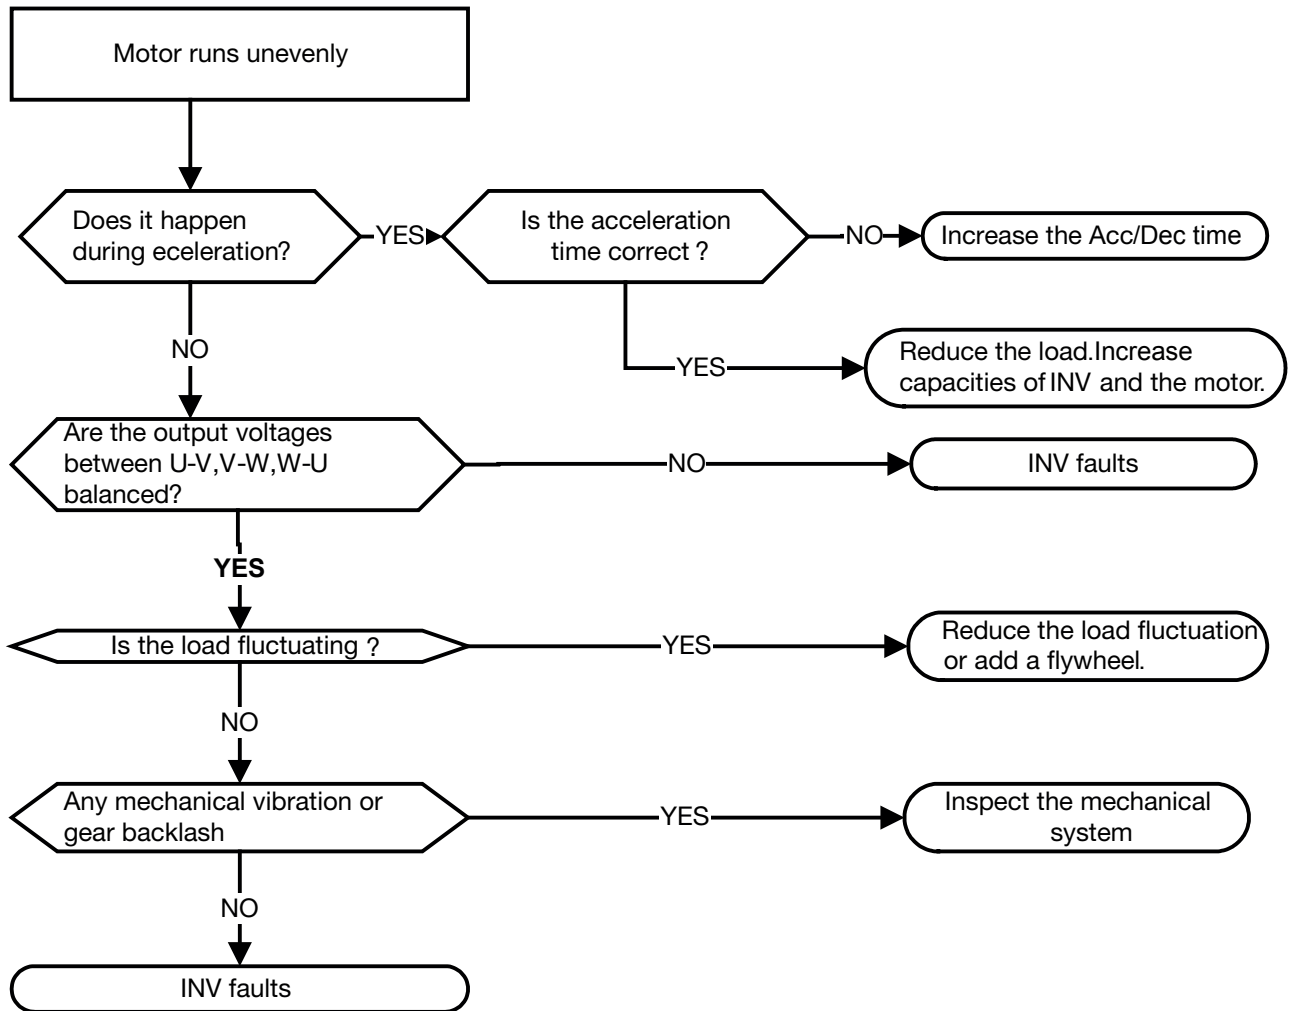 Motor runs unevenly
Does it happen
during eceleration?
YES
Is the acceleration
time correct ?
NO
Increase the Acc/Dec time
NO
YES
Reduce the load.Increase
capacities of INV and the motor.
Are the output voltages
between U-V,V-W,W-U
balanced?
NO
INV faults
YES
Is the load fluctuating ?
YES
Reduce the load fluctuation
or add a flywheel.
NO
Any mechanical vibration or
gear backlash
YES
Inspect the mechanical
system
NO
INV faults